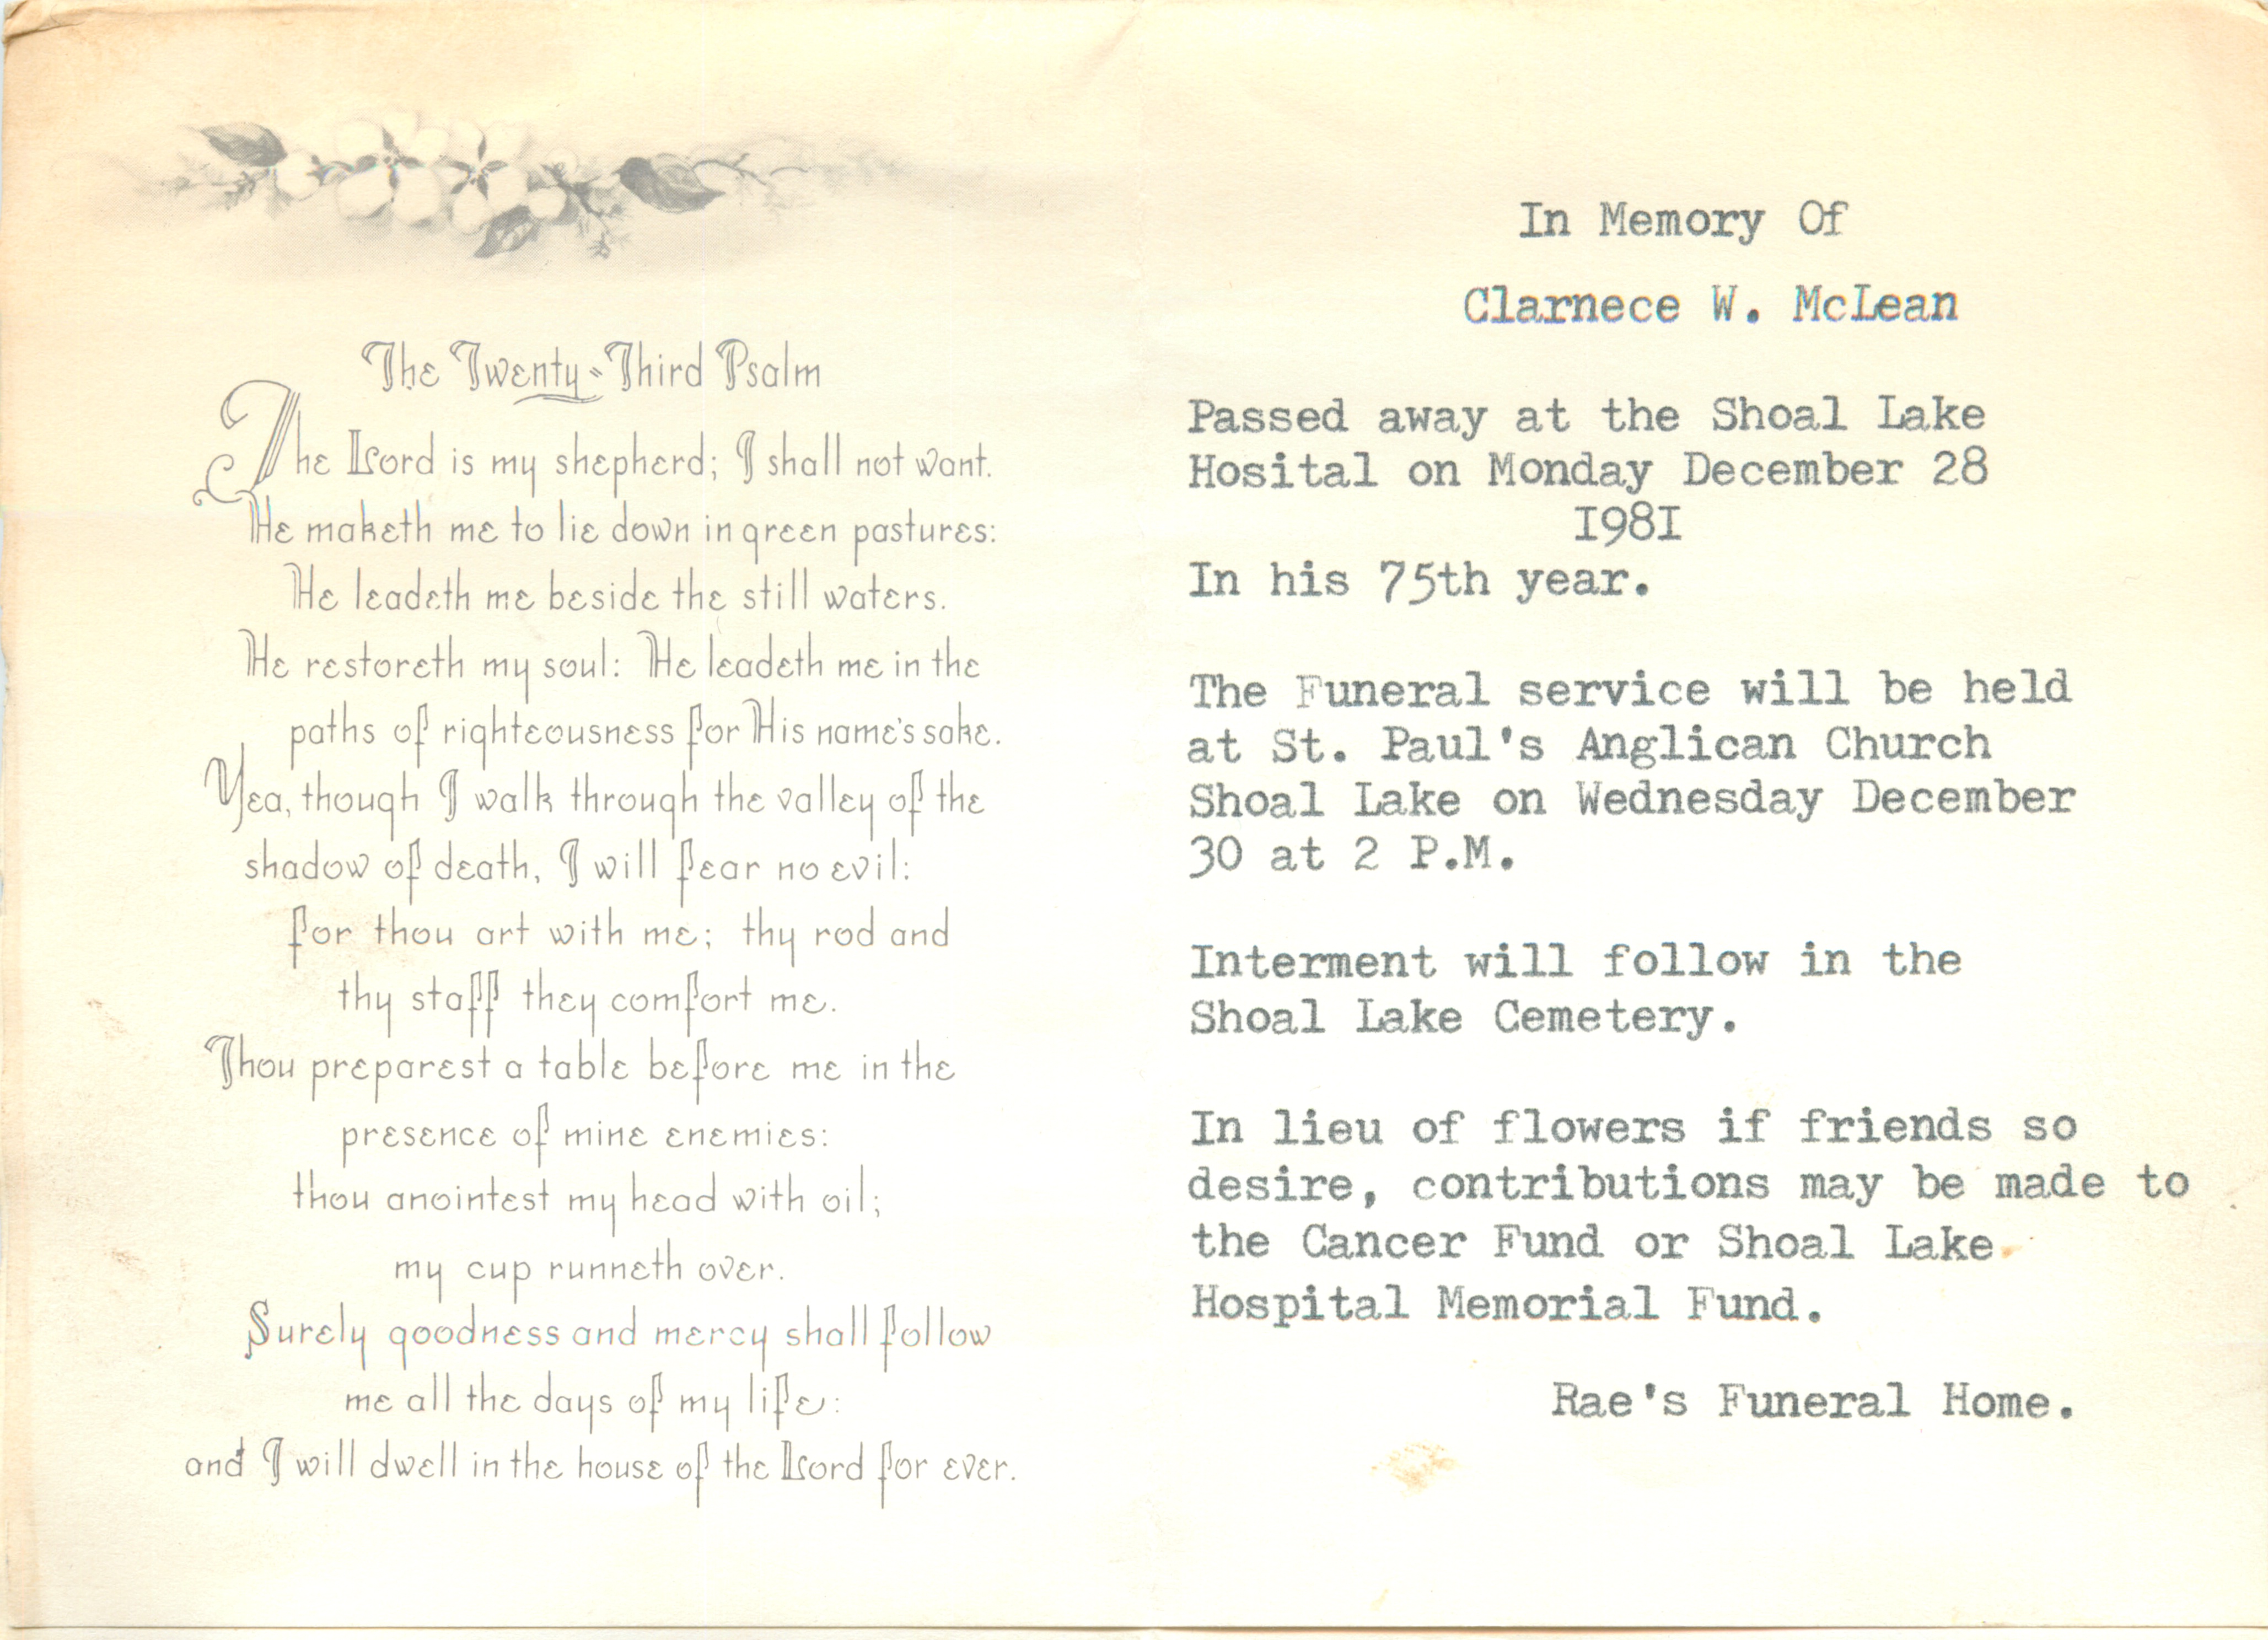 The Twenty-Third Psalm
The Lord is my shepherd; I shall not want.
He maketh me to lie down in green pastures:
He leadeth me beside the still waters.
He restoreth my soul: He leadeth me in the
paths of righteousness for His name's sake.
Yea, though I walk through the valley of the
shadow of death, I will fear no evil:
for thou art with me; thy rod and
thy staff they comfort me.
Thou preparest a table before me in the
presence of mine enemies:
thou anointest my head with oil;
my cup runneth over.
Surely goodness and mercy shall follow
me all the days of my life:
and I will dwell in the house of the Lord for ever.
In Memory Of
Clarnece W. McLean
Passed away at the Shoal Lake
Hosital on Monday December 28
I98I
In his 75th year.
The Funeral service will be held
at St. Paul's Anglican Church
Shoal Lake on Wednesday December
30 at 2 P.M.
Interment will follow in the
Shoal Lake Cemetery.
In lieu of flowers if friends so
desire, contributions may be made to
the Cancer Fund or Shoal Lake
Hospital Memorial Fund.
Rae's Funeral Home.